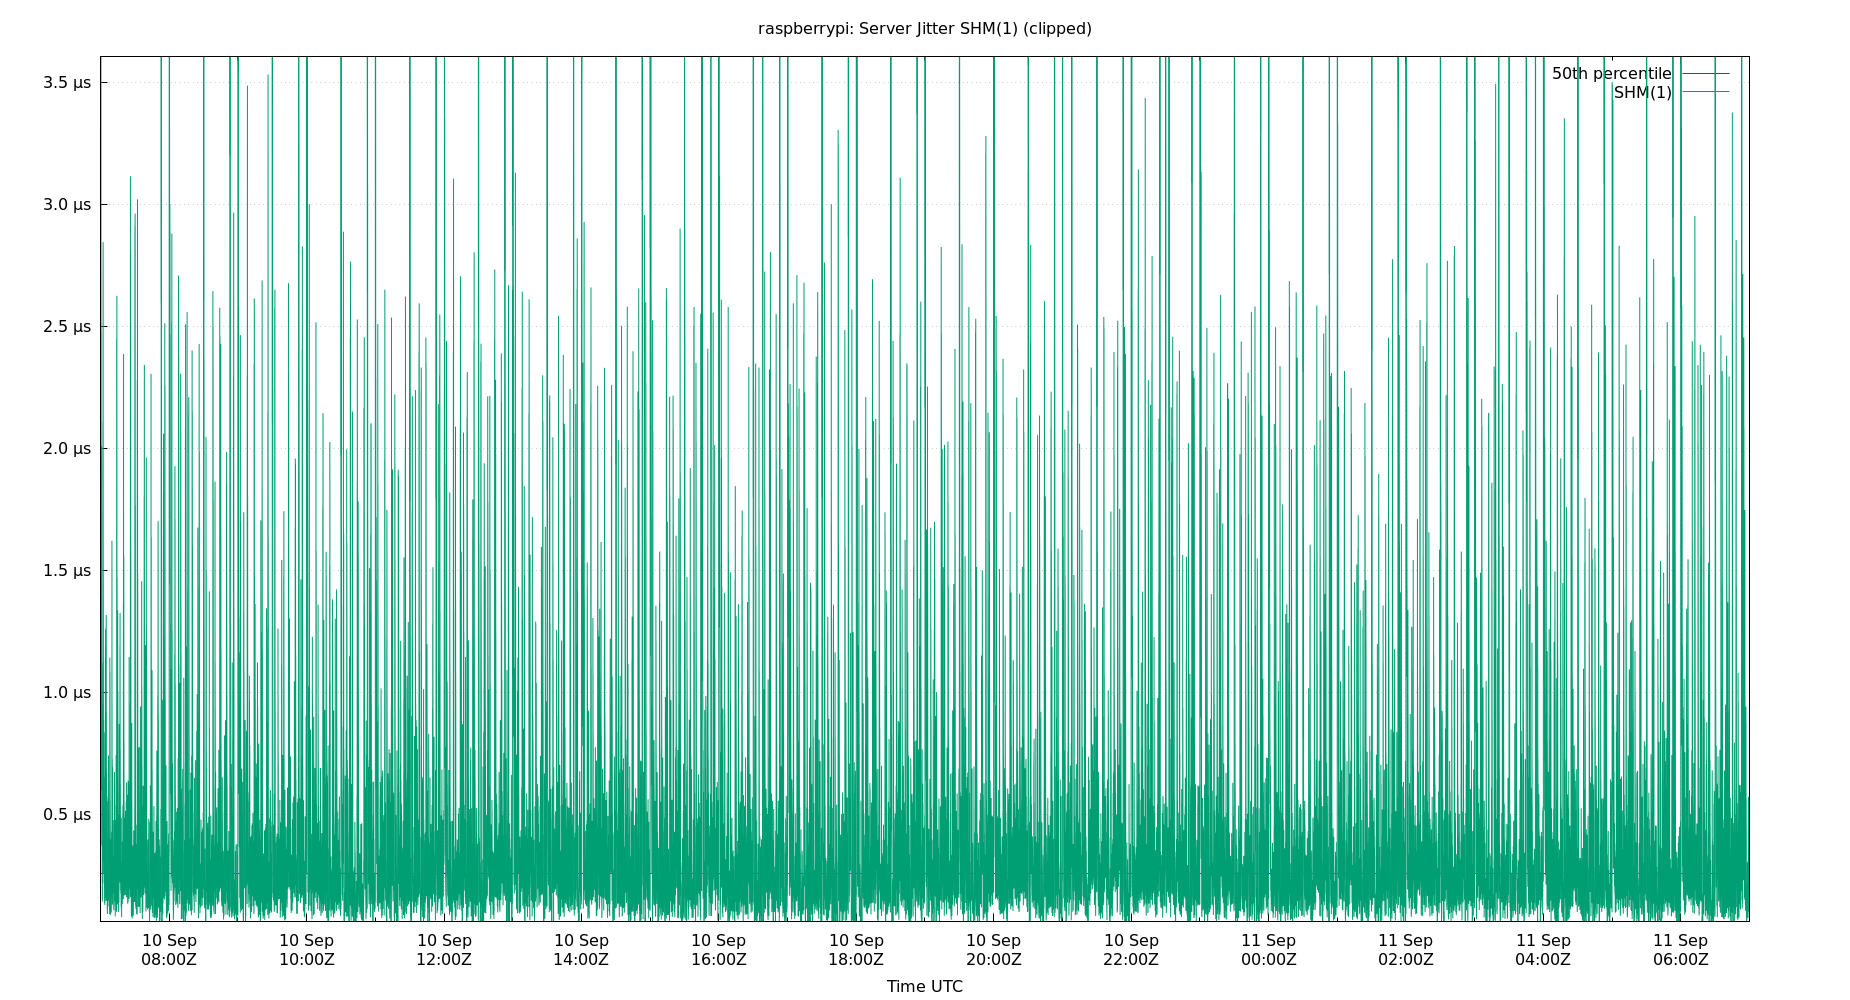 raspberrypi: Server Jitter SHM(1) (clipped)
50th percentile
SHM(1)
3.5 μs
3.0 μs
2.5 μs
2.0 μs
1.5 μs
1.0 μs
0.5 μs
10 Sep 10 Sep 10 Sep 10 Sep 10 Sep 10 Sep 10 Sep 10 Sep 11 Sep 11 Sep 11 Sep 11 Sep
08:00Z 10:00Z 12:00Z 14:00Z 16:00Z 18:00Z 20:00Z 22:00Z 00:00Z 02:00Z 04:00Z 06:00Z
Time UTC